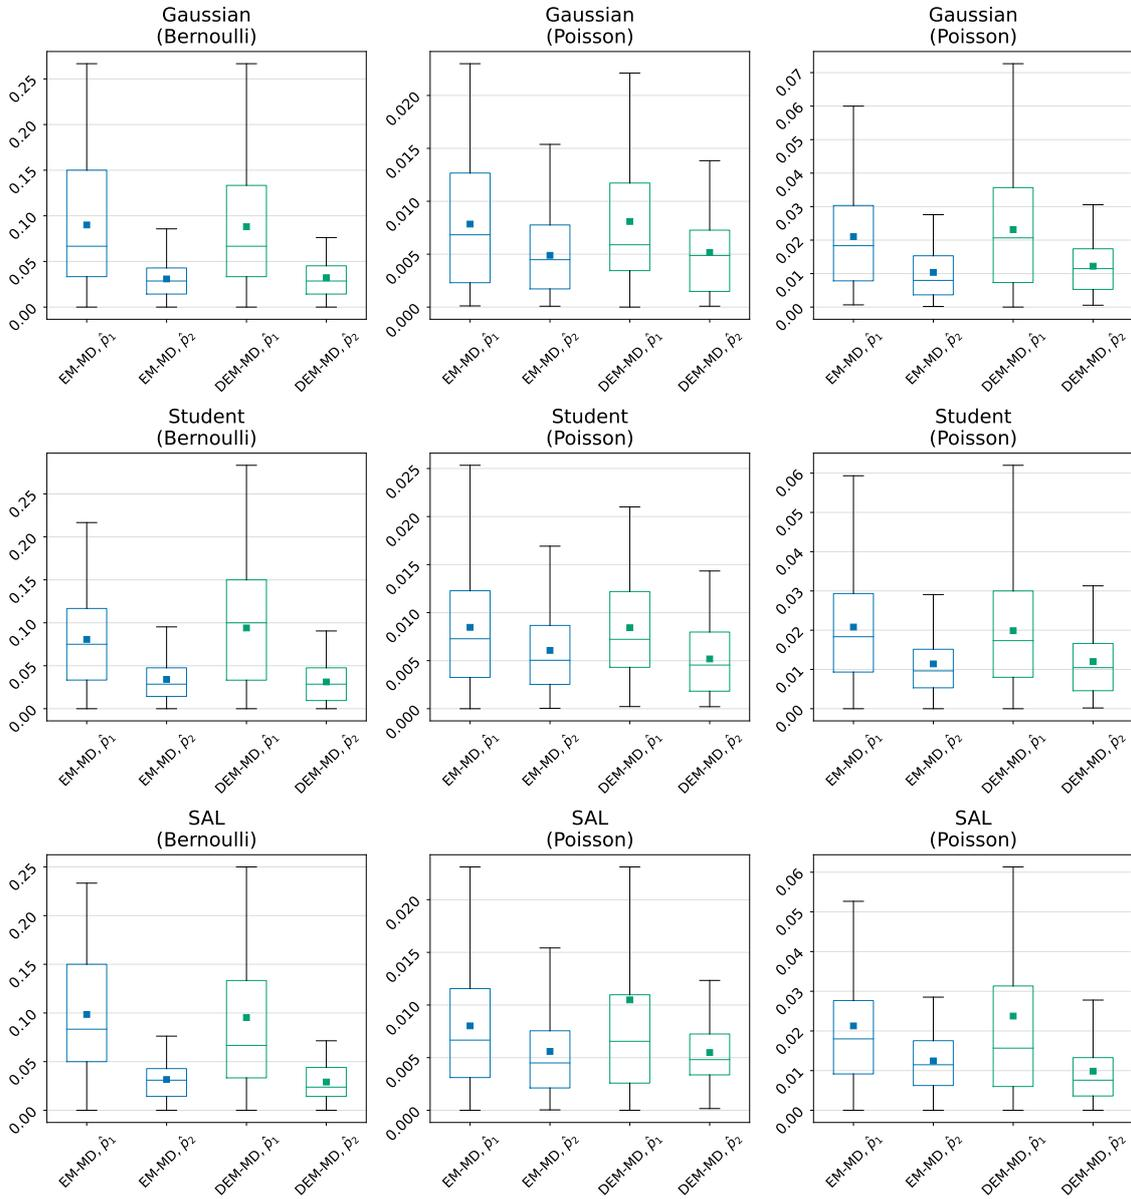 Gaussian
(Bernoulli)
0.25
0.20
0.15
0.10
0.05
0.00
EM-MD, p̂₁
EM-MD, p̂₂
DEM-MD, p̂₁
DEM-MD, p̂₂
Gaussian
(Poisson)
0.020
0.015
0.010
0.005
0.000
EM-MD, p̂₁
EM-MD, p̂₂
DEM-MD, p̂₁
DEM-MD, p̂₂
Gaussian
(Poisson)
0.07
0.06
0.05
0.04
0.03
0.02
0.01
0.00
EM-MD, p̂₁
EM-MD, p̂₂
DEM-MD, p̂₁
DEM-MD, p̂₂
Student
(Bernoulli)
0.25
0.20
0.15
0.10
0.05
0.00
EM-MD, p̂₁
EM-MD, p̂₂
DEM-MD, p̂₁
DEM-MD, p̂₂
Student
(Poisson)
0.025
0.020
0.015
0.010
0.005
0.000
EM-MD, p̂₁
EM-MD, p̂₂
DEM-MD, p̂₁
DEM-MD, p̂₂
Student
(Poisson)
0.06
0.05
0.04
0.03
0.02
0.01
0.00
EM-MD, p̂₁
EM-MD, p̂₂
DEM-MD, p̂₁
DEM-MD, p̂₂
SAL
(Bernoulli)
0.25
0.20
0.15
0.10
0.05
0.00
EM-MD, p̂₁
EM-MD, p̂₂
DEM-MD, p̂₁
DEM-MD, p̂₂
SAL
(Poisson)
0.020
0.015
0.010
0.005
0.000
EM-MD, p̂₁
EM-MD, p̂₂
DEM-MD, p̂₁
DEM-MD, p̂₂
SAL
(Poisson)
0.06
0.05
0.04
0.03
0.02
0.01
0.00
EM-MD, p̂₁
EM-MD, p̂₂
DEM-MD, p̂₁
DEM-MD, p̂₂